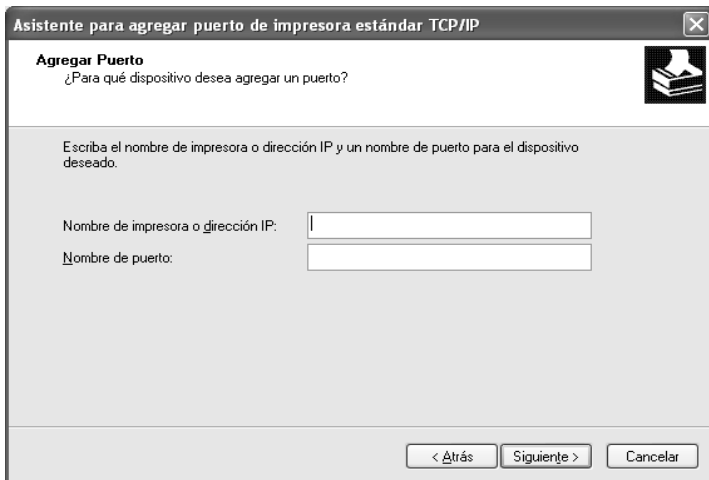 Asistente para agregar puerto de impresora estándar TCP/IP
Agregar Puerto
¿Para qué dispositivo desea agregar un puerto?
Escriba el nombre de impresora o dirección IP y un nombre de puerto para el dispositivo
deseado.
Nombre de impresora o dirección IP:
Nombre de puerto:
< Atrás
Siguiente >
Cancelar